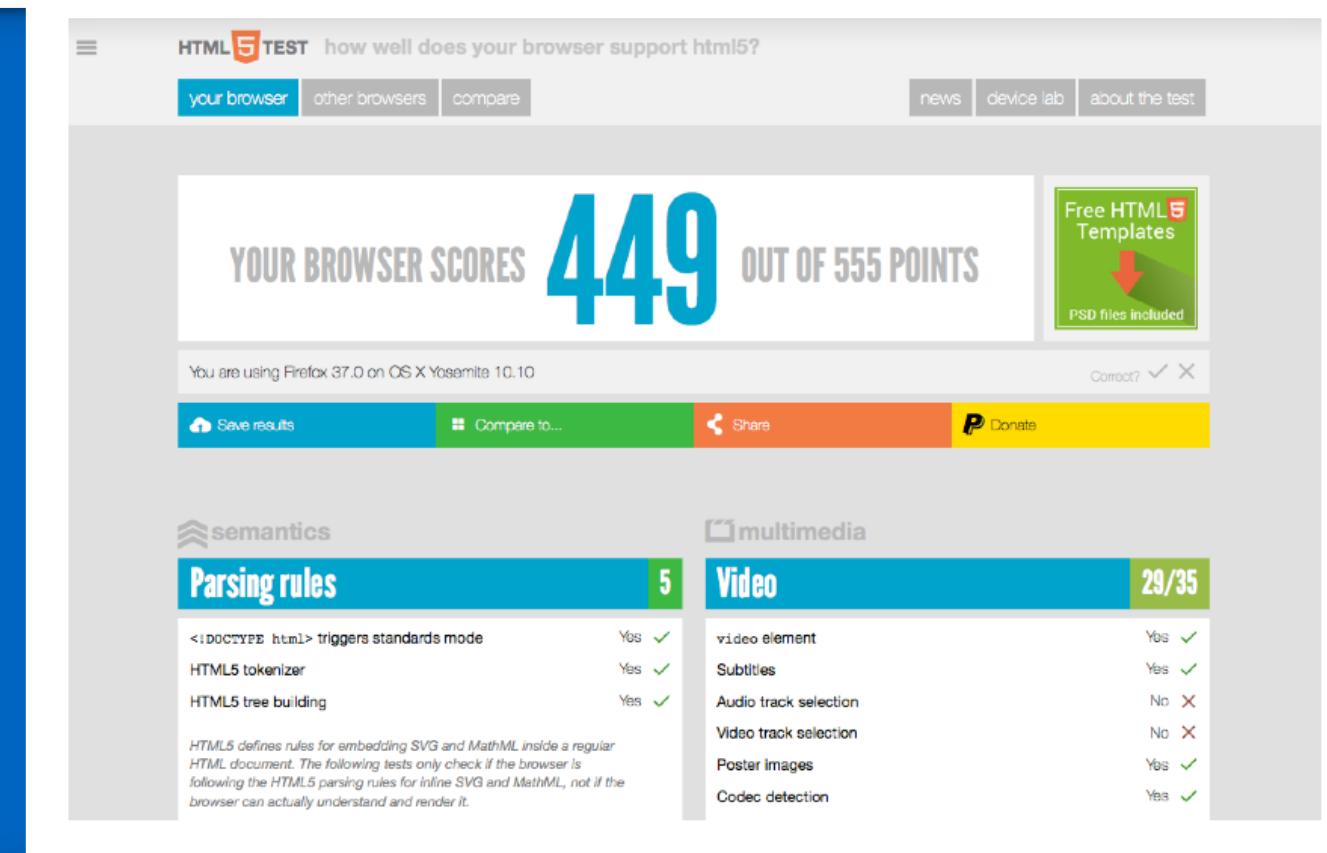 HTML 5 TEST how well does your browser support html5?
your browser other browsers compare news device lab about the test
YOUR BROWSER SCORES 449 OUT OF 555 POINTS
Free HTML 5
Templates
PSD files included
You are using Firefox 37.0 on OS X Yosemite 10.10 Correct?
Save results Compare to... Share Donate
semantics
Parsing rules 5
<!DOCTYPE html> triggers standards mode Yes
HTML5 tokenizer Yes
HTML5 tree building Yes
HTML5 defines rules for embedding SVG and MathML inside a regular
HTML document. The following tests only check if the browser is
following the HTML5 parsing rules for inline SVG and MathML, not if the
browser can actually understand and render it.
multimedia
Video 29/35
video element Yes
Subtitles Yes
Audio track selection No
Video track selection No
Poster images Yes
Codec detection Yes